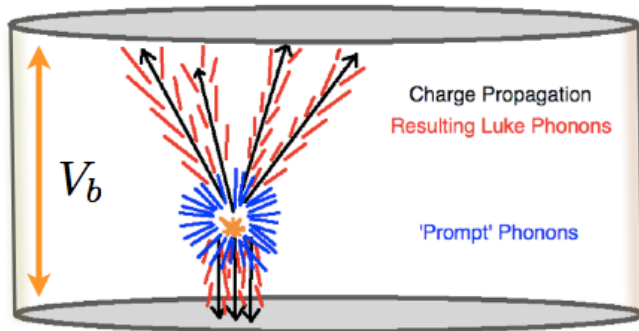 Charge Propagation
Resulting Luke Phonons
V_b
'Prompt' Phonons